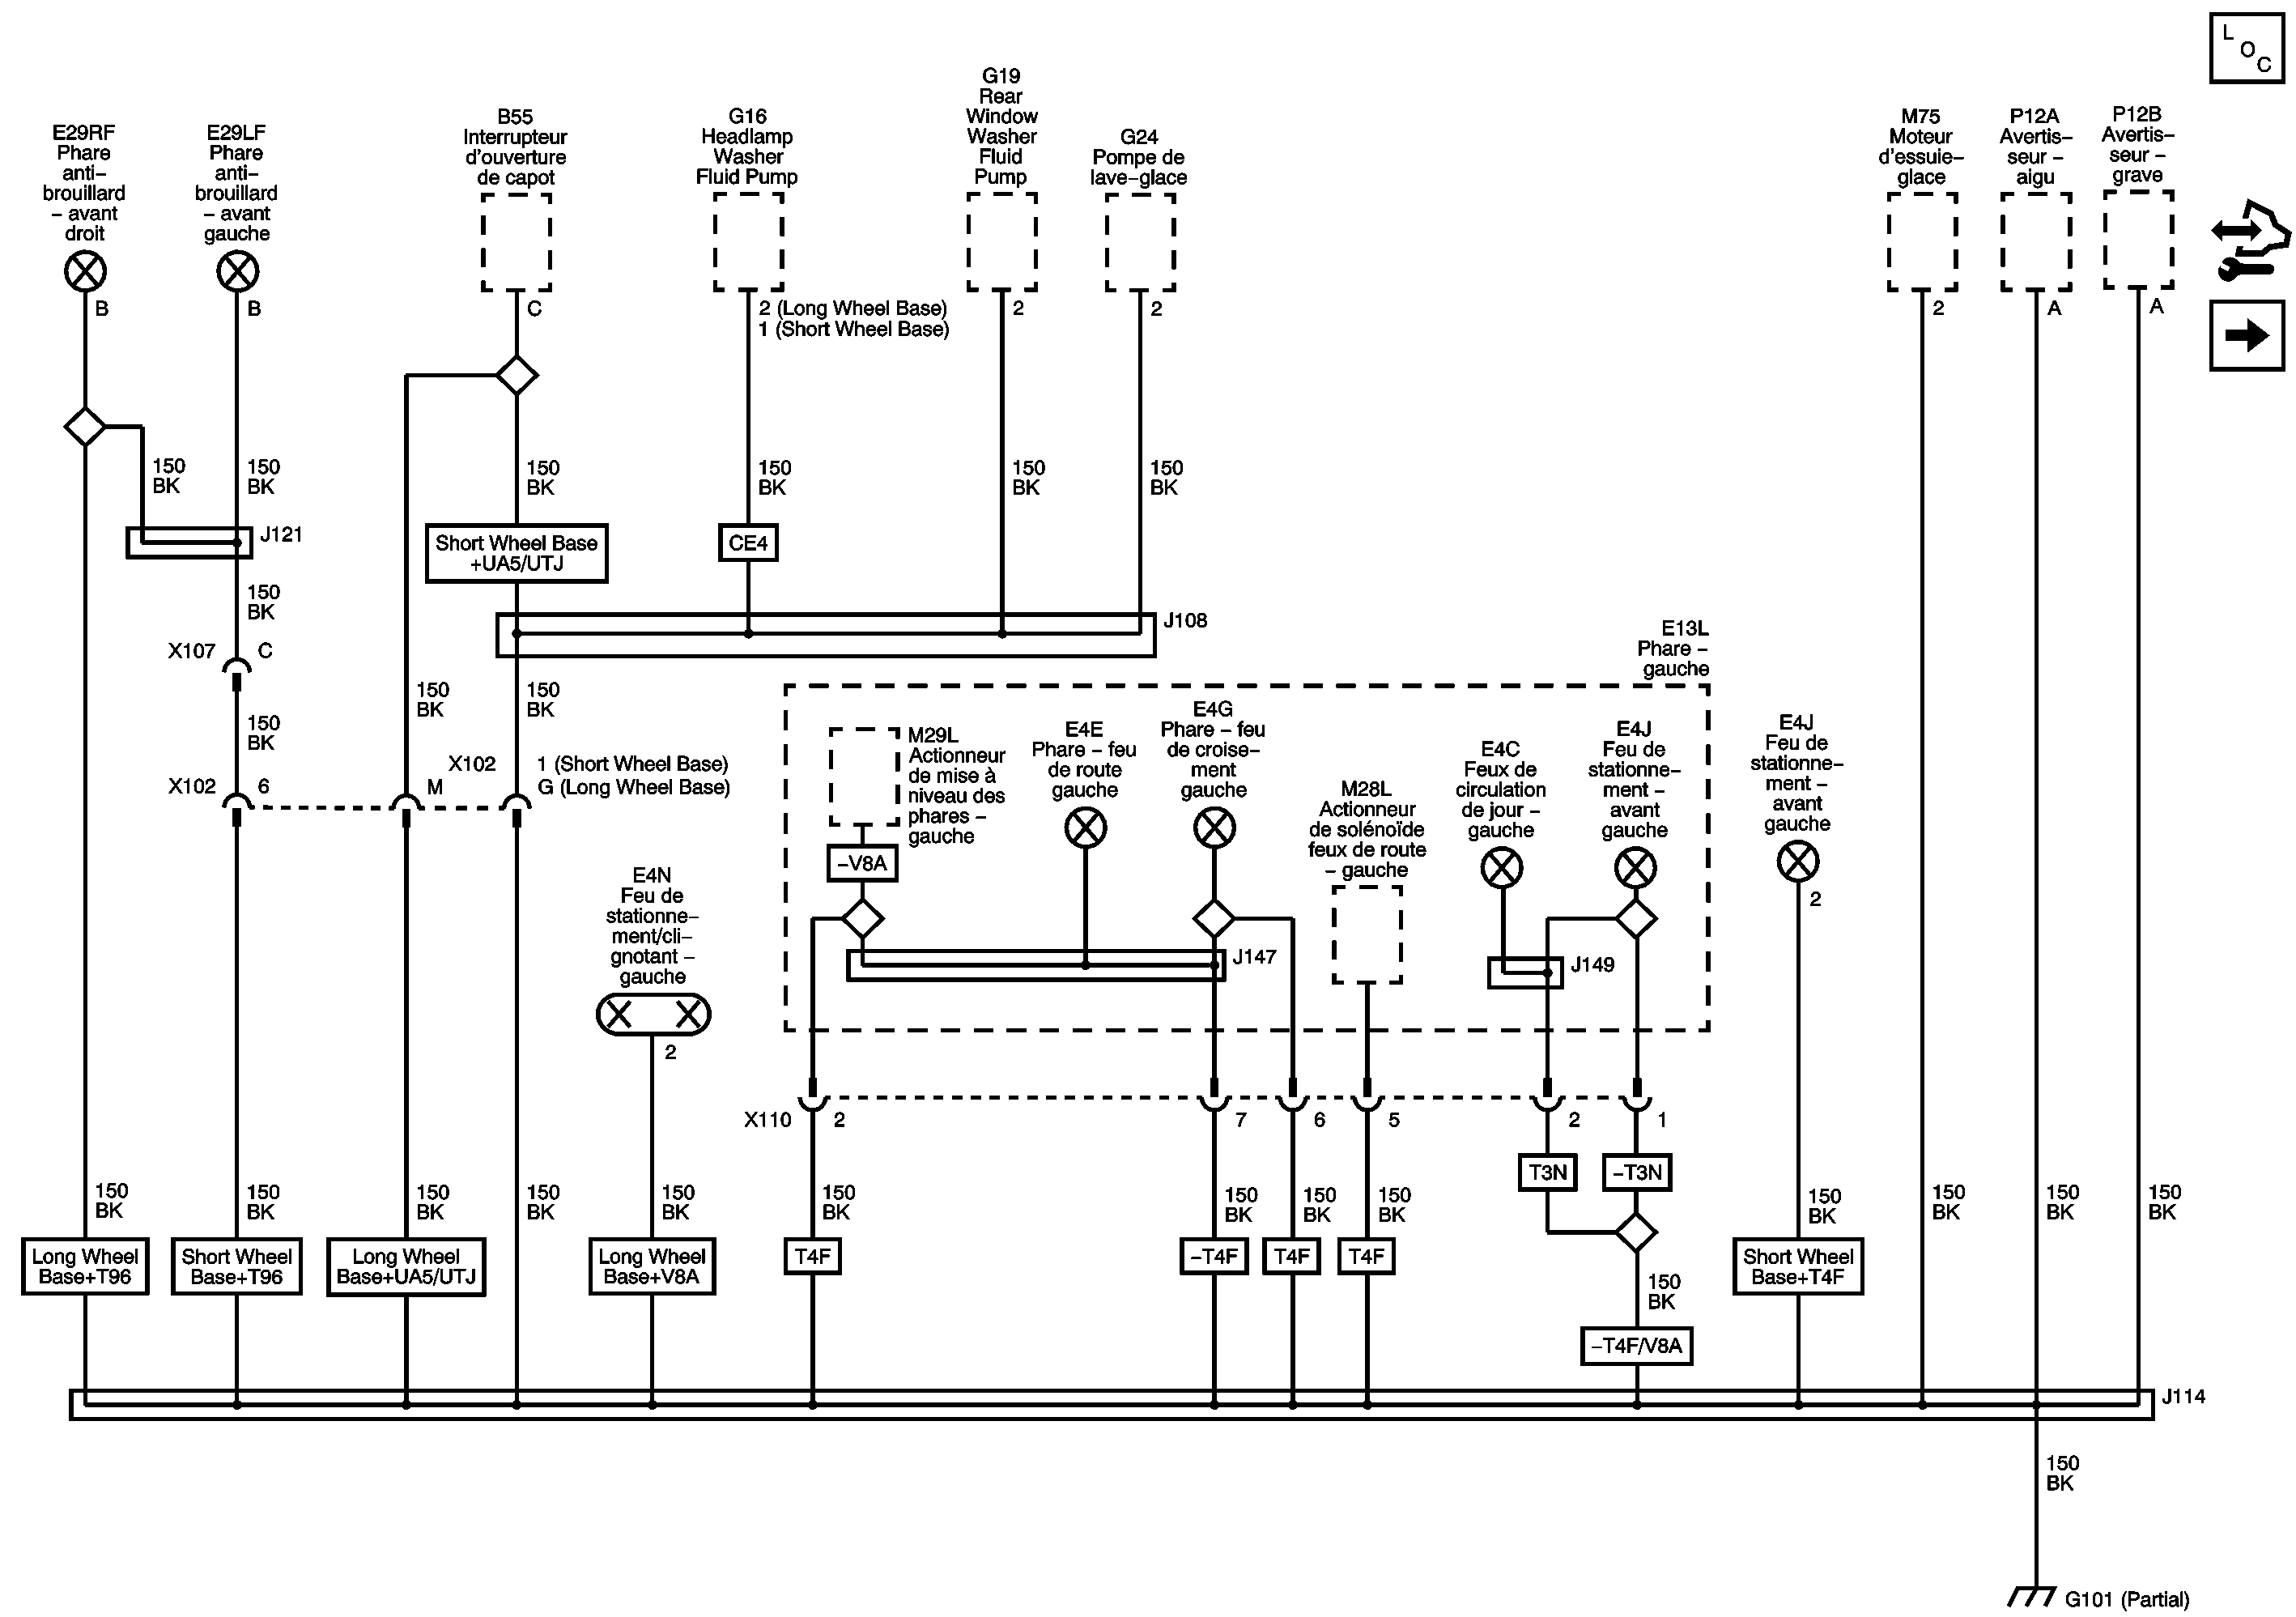 L
O
C
E29RF
Phare
anti–
brouillard
– avant
droit
B
E29LF
Phare
anti–
brouillard
– avant
gauche
B
B55
Interrupteur
d'ouverture
de capot
C
G16
Headlamp
Washer
Fluid Pump
2 (Long Wheel Base)
1 (Short Wheel Base)
G19
Rear
Window
Washer
Fluid
Pump
2
G24
Pompe de
lave–glace
2
M75
Moteur
d'essuie–
glace
2
P12A
Avertis–
seur –
aigu
A
P12B
Avertis–
seur –
grave
A
150
BK
150
BK
150
BK
150
BK
150
BK
150
BK
J121
Short Wheel Base
+UA5/UTJ
CE4
150
BK
J108
X107
C
150
BK
150
BK
150
BK
X102
6
M
X102
1 (Short Wheel Base)
G (Long Wheel Base)
E13L
Phare –
gauche
M29L
Actionneur
de mise à
niveau des
phares –
gauche
–V8A
E4E
Phare – feu
de route
gauche
E4G
Phare – feu
de croise–
ment
gauche
J147
M28L
Actionneur
de solénoïde
feux de route
– gauche
E4C
Feux de
circulation
de jour –
gauche
E4J
Feu de
stationne–
ment –
avant
gauche
J149
E4J
Feu de
stationne–
ment –
avant
gauche
2
E4N
Feu de
stationne–
ment/cli–
gnotant –
gauche
2
X110
2
7
6
5
2
1
T3N
–T3N
150
BK
150
BK
150
BK
150
BK
150
BK
150
BK
150
BK
150
BK
150
BK
150
BK
150
BK
150
BK
150
BK
Long Wheel
Base+T96
Short Wheel
Base+T96
Long Wheel
Base+UA5/UTJ
Long Wheel
Base+V8A
T4F
–T4F
T4F
T4F
150
BK
Short Wheel
Base+T4F
–T4F/V8A
J114
150
BK
G101 (Partial)